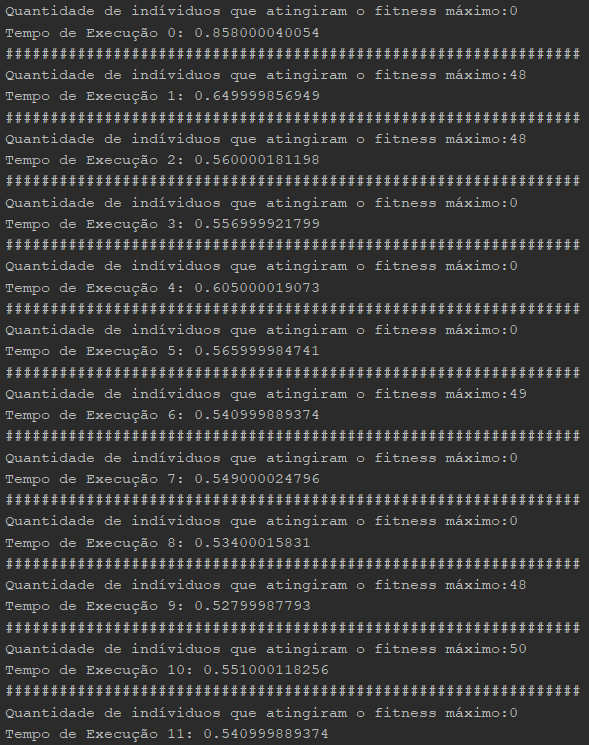 Quantidade de indíviduos que atingiram o fitness máximo:0
Tempo de Execução 0: 0.858000040054
################################################################
Quantidade de indíviduos que atingiram o fitness máximo:48
Tempo de Execução 1: 0.649999856949
################################################################
Quantidade de indíviduos que atingiram o fitness máximo:48
Tempo de Execução 2: 0.560000181198
################################################################
Quantidade de indíviduos que atingiram o fitness máximo:0
Tempo de Execução 3: 0.556999921799
################################################################
Quantidade de indíviduos que atingiram o fitness máximo:0
Tempo de Execução 4: 0.605000019073
################################################################
Quantidade de indíviduos que atingiram o fitness máximo:0
Tempo de Execução 5: 0.565999984741
################################################################
Quantidade de indíviduos que atingiram o fitness máximo:49
Tempo de Execução 6: 0.540999889374
################################################################
Quantidade de indíviduos que atingiram o fitness máximo:0
Tempo de Execução 7: 0.549000024796
################################################################
Quantidade de indíviduos que atingiram o fitness máximo:0
Tempo de Execução 8: 0.53400015831
################################################################
Quantidade de indíviduos que atingiram o fitness máximo:48
Tempo de Execução 9: 0.52799987793
################################################################
Quantidade de indíviduos que atingiram o fitness máximo:50
Tempo de Execução 10: 0.551000118256
################################################################
Quantidade de indíviduos que atingiram o fitness máximo:0
Tempo de Execução 11: 0.540999889374